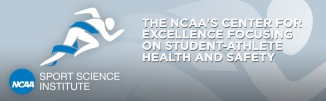 THE NCAA'S CENTER FOR
EXCELLENCE FOCUSING
ON STUDENT-ATHLETE
HEALTH AND SAFETY
NCAA
SPORT SCIENCE
INSTITUTE